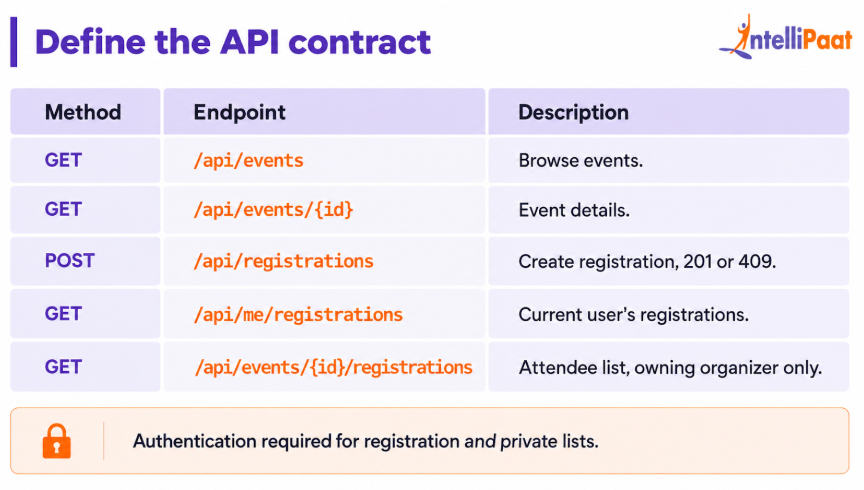 Define the API contract
IntelliPaat
Method Endpoint Description
GET /api/events Browse events.
GET /api/events/{id} Event details.
POST /api/registrations Create registration, 201 or 409.
GET /api/me/registrations Current user's registrations.
GET /api/events/{id}/registrations Attendee list, owning organizer only.
Authentication required for registration and private lists.